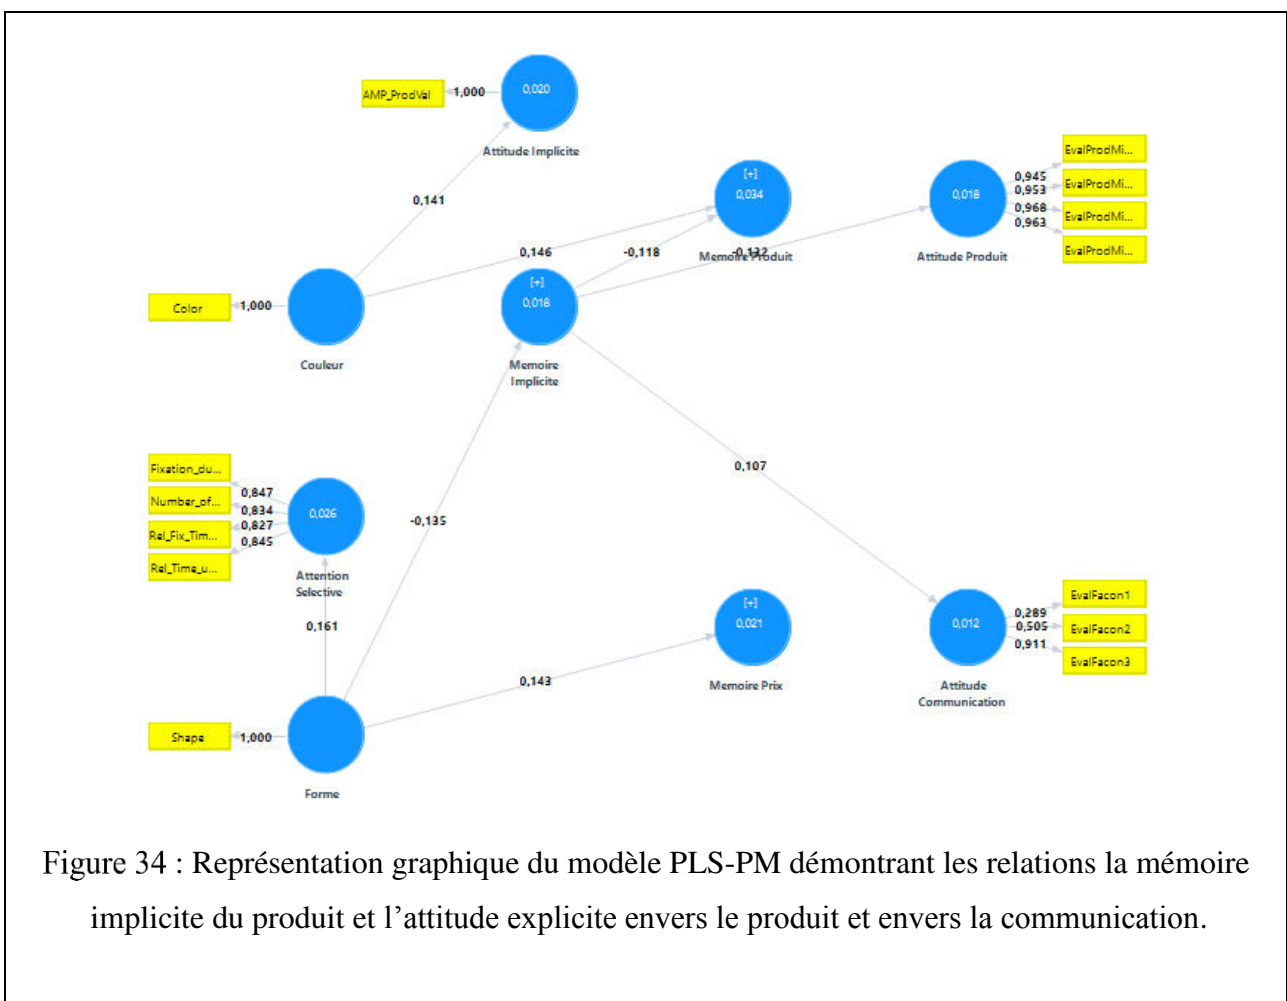 AMP_ProdVal
1,000
0,020
Attitude Implicite
0,141
[+]
0,034
Memoire Produit
0,018
Attitude Produit
EvalProdMi...
0,945
EvalProdMi...
0,953
EvalProdMi...
0,968
EvalProdMi...
0,963
0,146
-0,118
-0,132
Color
1,000
Couleur
[+]
0,018
Memoire
Implicite
0,107
-0,135
Fixation_du...
0,847
Number_of...
0,834
Rel_Fix_Tim...
0,827
Rel_Time_u...
0,845
0,026
Attention
Selective
0,161
[+]
0,021
Memoire Prix
0,143
0,012
Attitude
Communication
EvalFacon1
0,289
EvalFacon2
0,505
EvalFacon3
0,911
Shape
1,000
Forme
Figure 34 : Représentation graphique du modèle PLS-PM démontrant les relations la mémoire
implicite du produit et l’attitude explicite envers le produit et envers la communication.